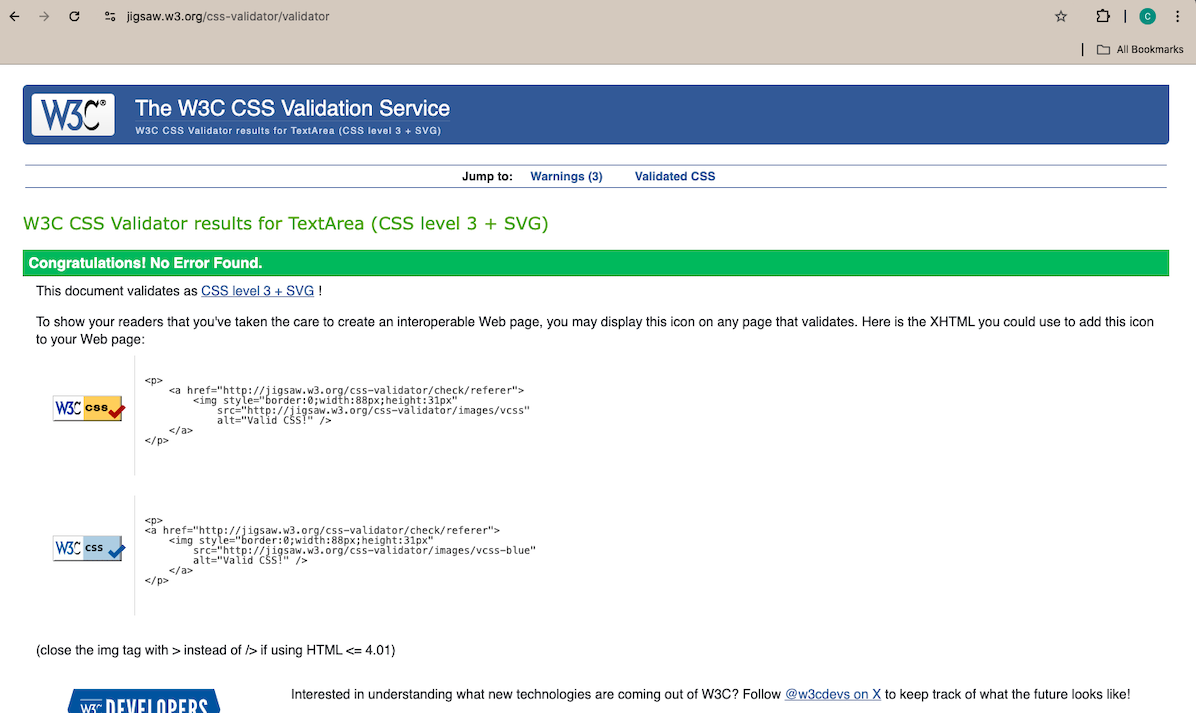 jigsaw.w3.org/css-validator/validator
C
All Bookmarks
W3C® The W3C CSS Validation Service
W3C CSS Validator results for TextArea (CSS level 3 + SVG)
Jump to: Warnings (3) Validated CSS
W3C CSS Validator results for TextArea (CSS level 3 + SVG)
Congratulations! No Error Found.
This document validates as CSS level 3 + SVG !
To show your readers that you've taken the care to create an interoperable Web page, you may display this icon on any page that validates. Here is the XHTML you could use to add this icon
to your Web page:
W3C css
<p>
<a href="http://jigsaw.w3.org/css-validator/check/referer">
<img style="border:0;width:88px;height:31px"
src="http://jigsaw.w3.org/css-validator/images/vcss"
alt="Valid CSS!" />
</a>
</p>
W3C css
<p>
<a href="http://jigsaw.w3.org/css-validator/check/referer">
<img style="border:0;width:88px;height:31px"
src="http://jigsaw.w3.org/css-validator/images/vcss-blue"
alt="Valid CSS!" />
</a>
</p>
(close the img tag with > instead of /> if using HTML <= 4.01)
W3C DEVELOPERS
Interested in understanding what new technologies are coming out of W3C? Follow @w3cdevs on X to keep track of what the future looks like!